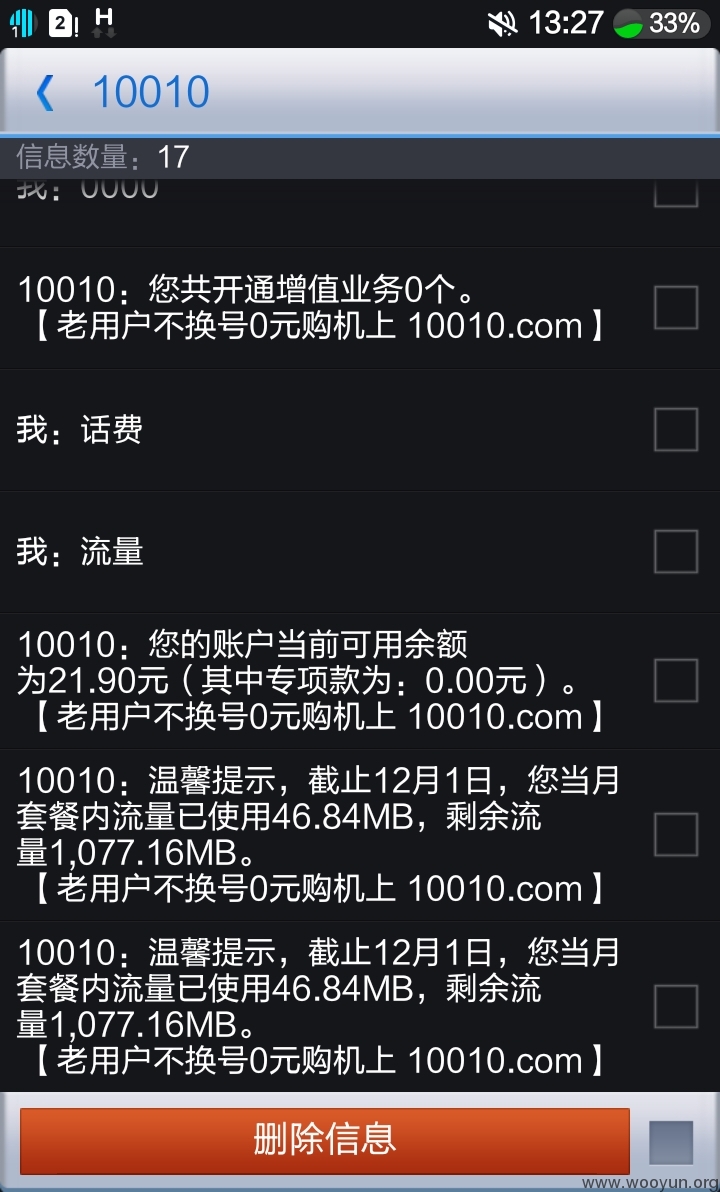 1 2! H 13:27 33%
10010
信息数量：17
我：0000
10010：您共开通增值业务0个。
【老用户不换号0元购机上 10010.com】
我：话费
我：流量
10010：您的账户当前可用余额
为21.90元（其中专项款为：0.00元）。
【老用户不换号0元购机上 10010.com】
10010：温馨提示，截止12月1日，您当月
套餐内流量已使用46.84MB，剩余流
量1,077.16MB。
【老用户不换号0元购机上 10010.com】
10010：温馨提示，截止12月1日，您当月
套餐内流量已使用46.84MB，剩余流
量1,077.16MB。
【老用户不换号0元购机上 10010.com】
删除信息
www.wooyun.org